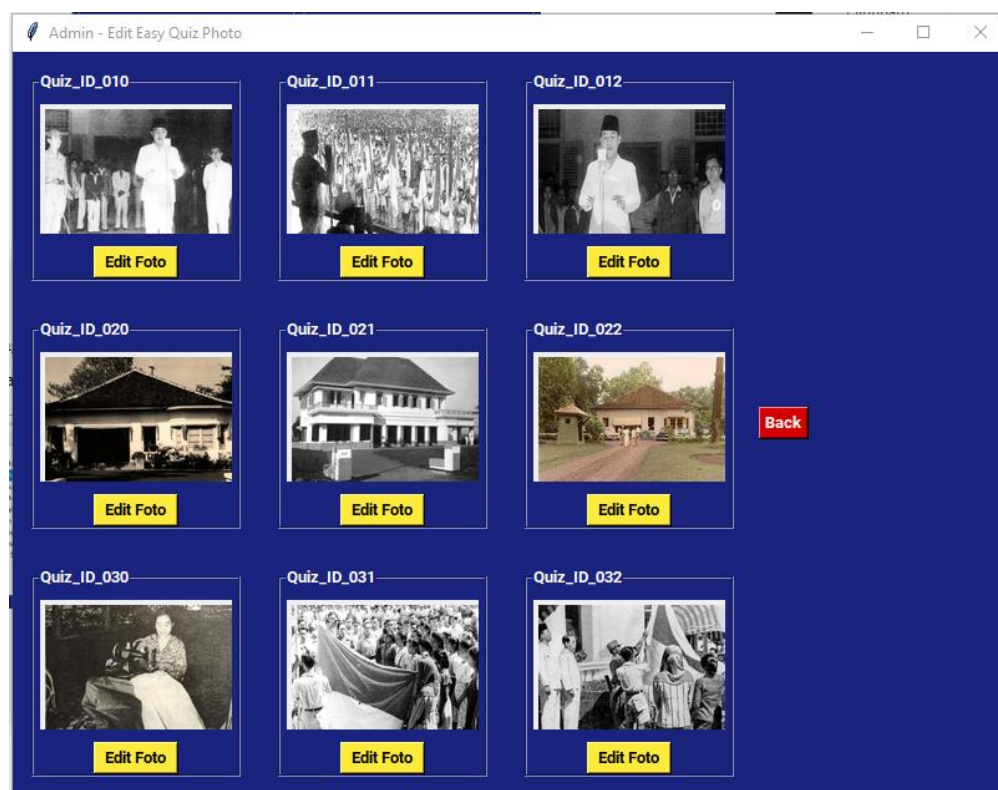 Admin - Edit Easy Quiz Photo
Quiz_ID_010
Quiz_ID_011
Quiz_ID_012
Edit Foto
Edit Foto
Edit Foto
Quiz_ID_020
Quiz_ID_021
Quiz_ID_022
Back
Edit Foto
Edit Foto
Edit Foto
Quiz_ID_030
Quiz_ID_031
Quiz_ID_032
Edit Foto
Edit Foto
Edit Foto